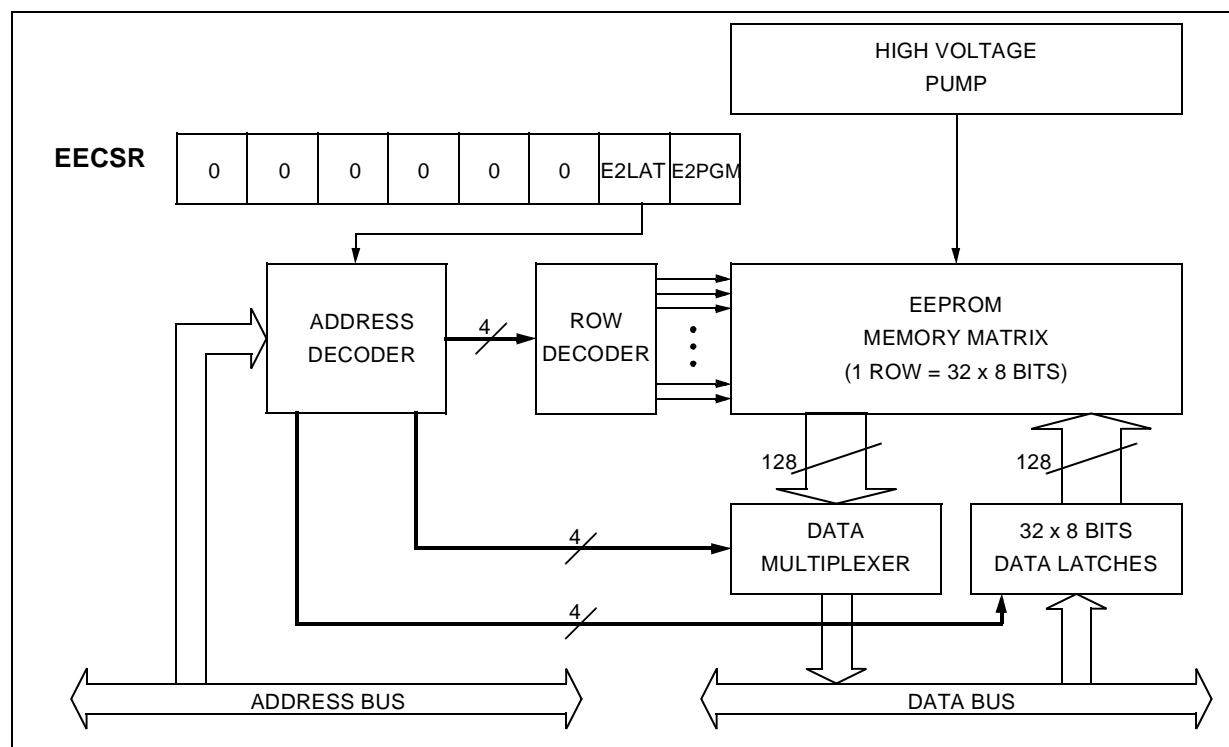 HIGH VOLTAGE
PUMP
EECSR
0 0 0 0 0 0 E2LAT E2PGM
ADDRESS
DECODER
4
ROW
DECODER
EEPROM
MEMORY MATRIX
(1 ROW = 32 x 8 BITS)
128
128
4
DATA
MULTIPLEXER
32 x 8 BITS
DATA LATCHES
4
ADDRESS BUS
DATA BUS